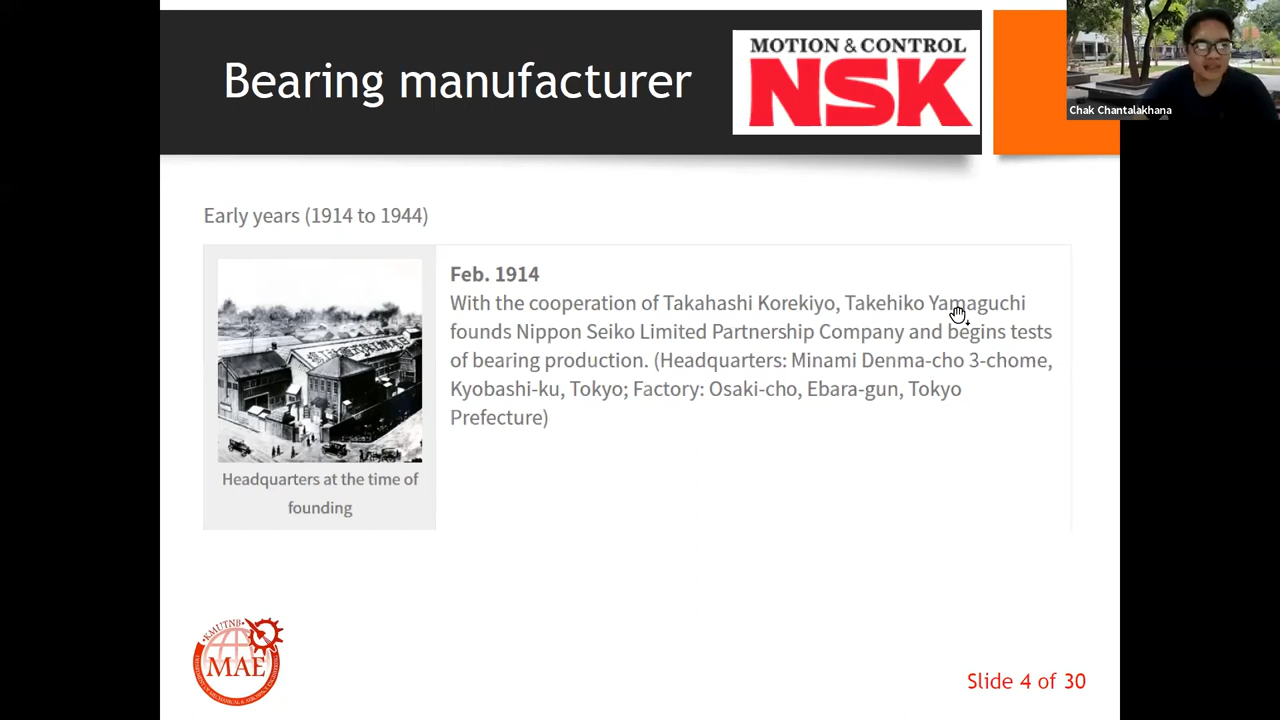 Bearing manufacturer
MOTION & CONTROL
NSK
Chak Chantalakhana
Early years (1914 to 1944)
Feb. 1914
With the cooperation of Takahashi Korekiyo, Takehiko Yamaguchi
founds Nippon Seiko Limited Partnership Company and begins tests
of bearing production. (Headquarters: Minami Denma-cho 3-chome,
Kyobashi-ku, Tokyo; Factory: Osaki-cho, Ebara-gun, Tokyo
Prefecture)
Headquarters at the time of
founding
KMUTNB
MAE
Slide 4 of 30